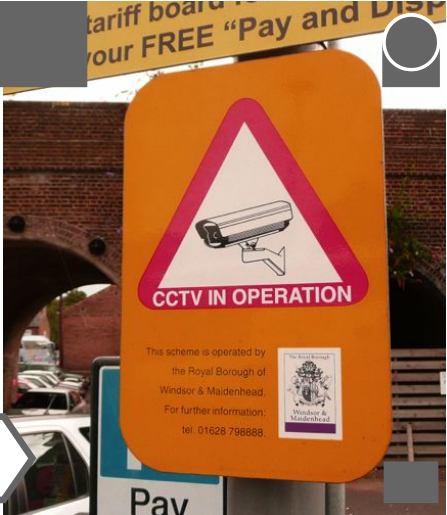 tariff board
your FREE "Pay and Disp
CCTV IN OPERATION
This scheme is operated by
the Royal Borough of
Windsor & Maidenhead.
For further information:
tel. 01628 798888.
The Royal Borough
Windsor &
Maidenhead
Pay